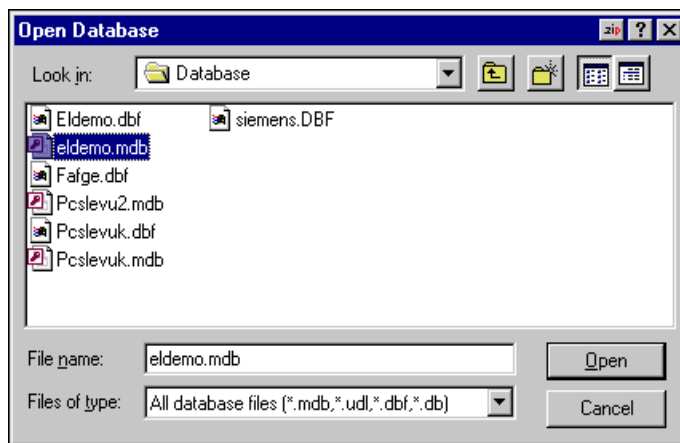 Open Database
zip ?
Look in: Database
Eldemo.dbf
eldemo.mdb
Fafge.dbf
Pcslevu2.mdb
Pcslevuk.dbf
Pcslevuk.mdb
siemens.DBF
File name: eldemo.mdb Open
Files of type: All database files (*.mdb,*.udl,*.dbf,*.db) Cancel